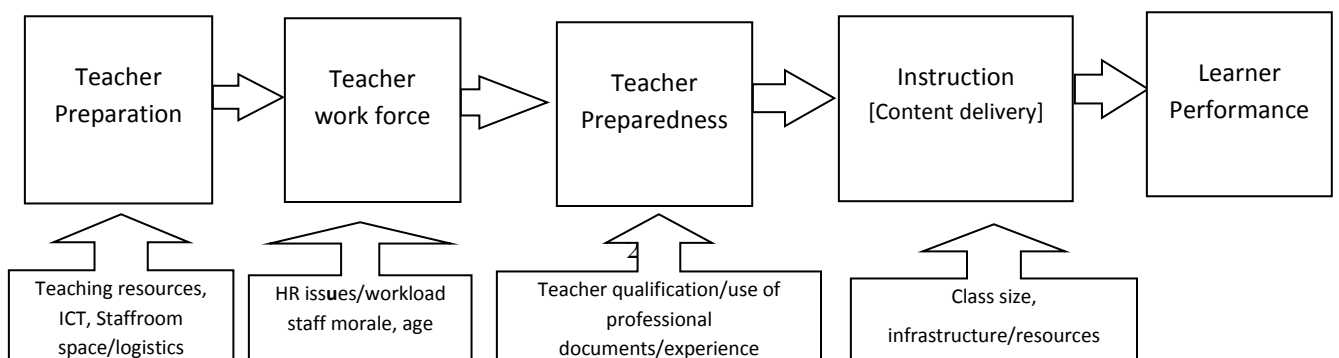 Teacher
Preparation
Teacher
work force
Teacher
Preparedness
Instruction
[Content delivery]
Learner
Performance
Teaching resources,
ICT, Staffroom
space/logistics
HR issues/workload
staff morale, age
2
Teacher qualification/use of
professional
documents/experience
Class size,
infrastructure/resources